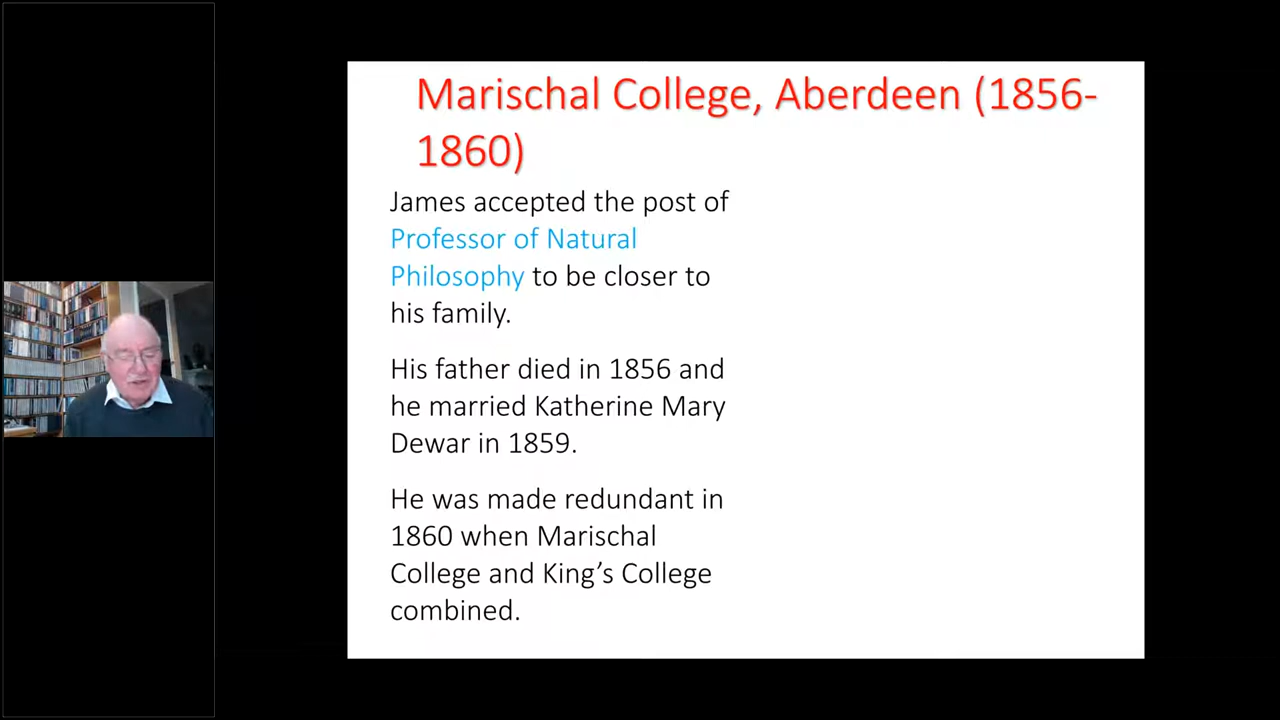 Marischal College, Aberdeen (1856-
1860)
James accepted the post of
Professor of Natural
Philosophy to be closer to
his family.
His father died in 1856 and
he married Katherine Mary
Dewar in 1859.
He was made redundant in
1860 when Marischal
College and King’s College
combined.